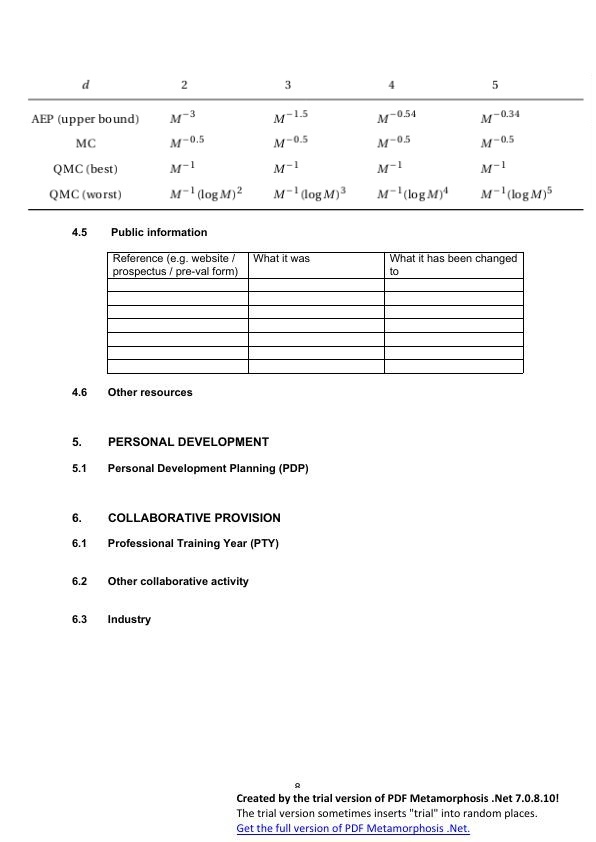 d 2 3 4 5
AEP (upper bound) M^{-3} M^{-1.5} M^{-0.54} M^{-0.34}
MC M^{-0.5} M^{-0.5} M^{-0.5} M^{-0.5}
QMC (best) M^{-1} M^{-1} M^{-1} M^{-1}
QMC (worst) M^{-1}(log M)^2 M^{-1}(log M)^3 M^{-1}(log M)^4 M^{-1}(log M)^5
4.5 Public information
Reference (e.g. website / What it was What it has been changed
prospectus / pre-val form) to
4.6 Other resources
5. PERSONAL DEVELOPMENT
5.1 Personal Development Planning (PDP)
6. COLLABORATIVE PROVISION
6.1 Professional Training Year (PTY)
6.2 Other collaborative activity
6.3 Industry
Created by the trial version of PDF Metamorphosis .Net 7.0.8.10!
The trial version sometimes inserts "trial" into random places.
Get the full version of PDF Metamorphosis .Net.